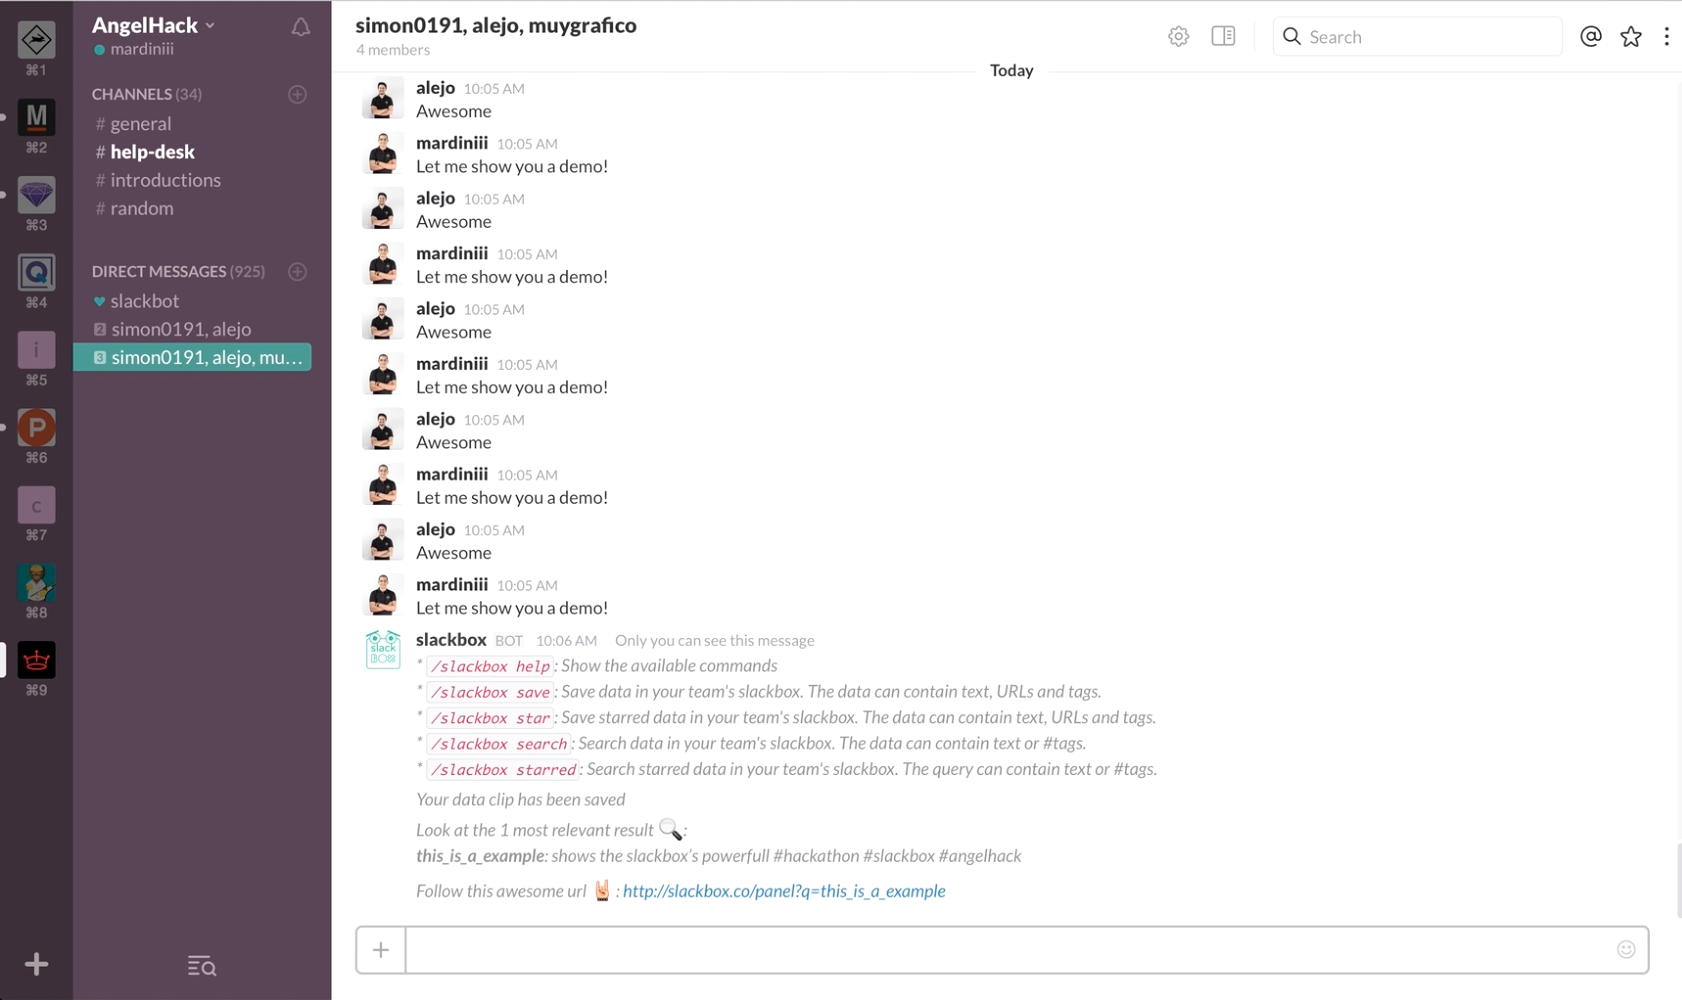 ⌘1
M
⌘2
⌘3
Q
⌘4
i
⌘5
P
⌘6
c
⌘7
⌘8
⌘9
AngelHack
mardiniii
CHANNELS (34)
# general
# help-desk
# introductions
# random
DIRECT MESSAGES (925)
slackbot
2 simon0191, alejo
3 simon0191, alejo, mu...
simon0191, alejo, muygrafico
4 members
Search
Today
alejo 10:05 AM
Awesome
mardiniii 10:05 AM
Let me show you a demo!
alejo 10:05 AM
Awesome
mardiniii 10:05 AM
Let me show you a demo!
alejo 10:05 AM
Awesome
mardiniii 10:05 AM
Let me show you a demo!
alejo 10:05 AM
Awesome
mardiniii 10:05 AM
Let me show you a demo!
alejo 10:05 AM
Awesome
mardiniii 10:05 AM
Let me show you a demo!
slack
BOX
slackbox BOT 10:06 AM Only you can see this message
* /slackbox help: Show the available commands
* /slackbox save: Save data in your team's slackbox. The data can contain text, URLs and tags.
* /slackbox star: Save starred data in your team's slackbox. The data can contain text, URLs and tags.
* /slackbox search: Search data in your team's slackbox. The data can contain text or #tags.
* /slackbox starred: Search starred data in your team's slackbox. The query can contain text or #tags.
Your data clip has been saved
Look at the 1 most relevant result 🔍:
this_is_a_example: shows the slackbox's powerfull #hackathon #slackbox #angelhack
Follow this awesome url 🤘: http://slackbox.co/panel?q=this_is_a_example